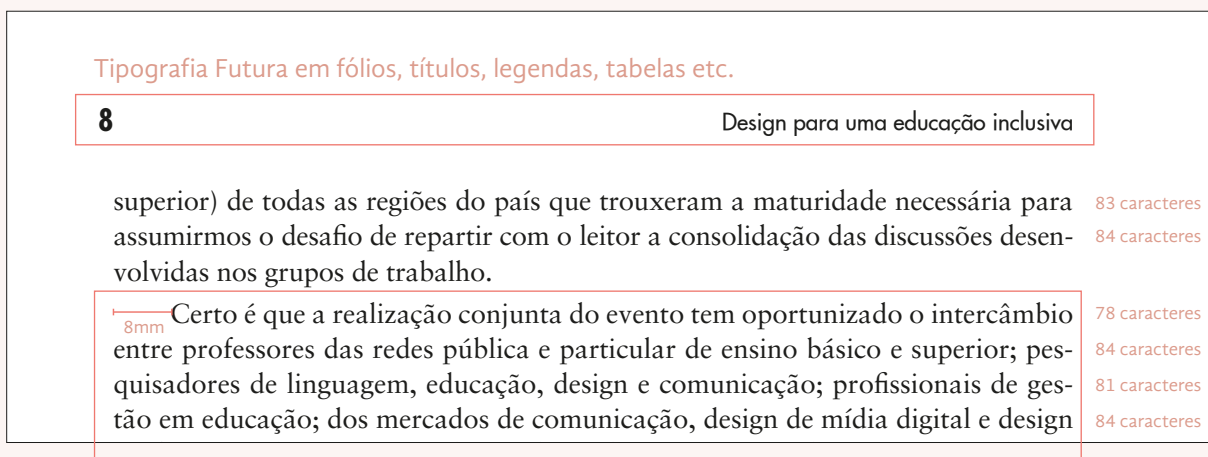 Tipografia Futura em fólios, títulos, legendas, tabelas etc.
8 Design para uma educação inclusiva
superior) de todas as regiões do país que trouxeram a maturidade necessária para 83 caracteres
assumirmos o desafio de repartir com o leitor a consolidação das discussões desen- 84 caracteres
volvidas nos grupos de trabalho.
8mm Certo é que a realização conjunta do evento tem oportunizado o intercâmbio 78 caracteres
entre professores das redes pública e particular de ensino básico e superior; pes- 84 caracteres
quisadores de linguagem, educação, design e comunicação; profissionais de ges- 81 caracteres
tão em educação; dos mercados de comunicação, design de mídia digital e design 84 caracteres